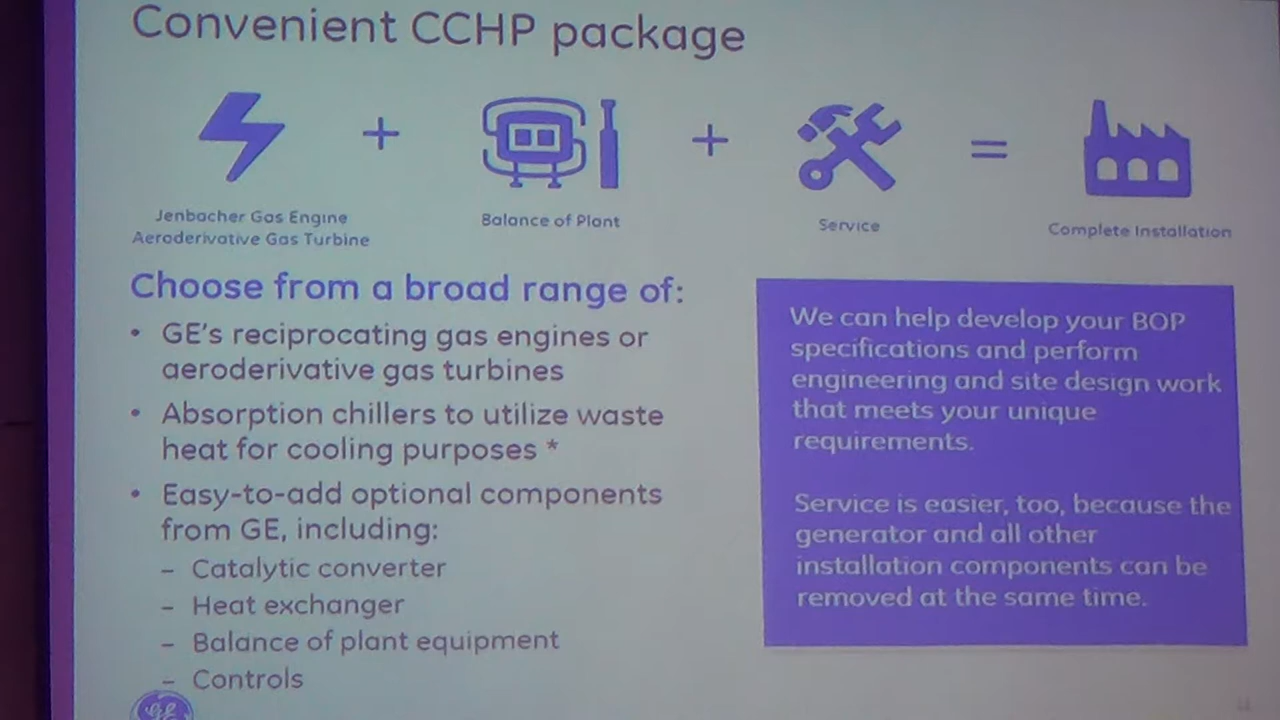 Convenient CCHP package
+
+
=
Jenbacher Gas Engine
Aeroderivative Gas Turbine
Balance of Plant
Service
Complete Installation
Choose from a broad range of:
• GE's reciprocating gas engines or
aeroderivative gas turbines
• Absorption chillers to utilize waste
heat for cooling purposes *
• Easy-to-add optional components
from GE, including:
– Catalytic converter
– Heat exchanger
– Balance of plant equipment
– Controls
We can help develop your BOP
specifications and perform
engineering and site design work
that meets your unique
requirements.
Service is easier, too, because the
generator and all other
installation components can be
removed at the same time.
GE